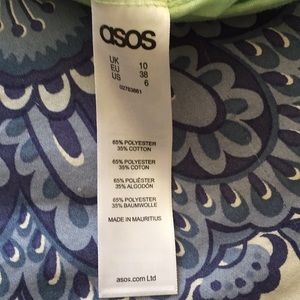 asos
UK 10
EU 38
US 6
02783861
65% POLYESTER
35% COTTON
65% POLYESTER
35% COTON
65% POLIÉSTER
35% ALGODÓN
65% POLYESTER
35% BAUMWOLLE
MADE IN MAURITIUS
asos.com Ltd